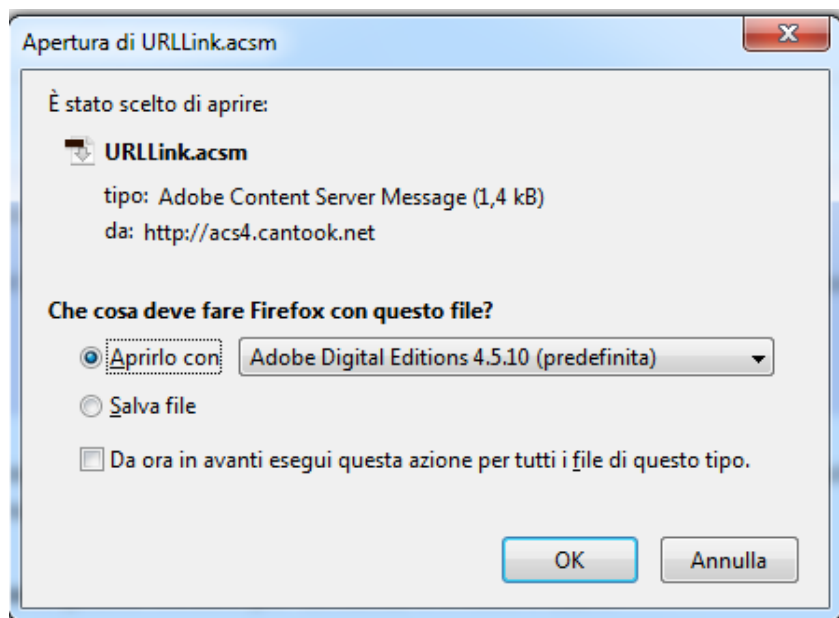 Apertura di URLLink.acsm
È stato scelto di aprire:
URLLink.acsm
tipo: Adobe Content Server Message (1,4 kB)
da: http://acs4.cantook.net
Che cosa deve fare Firefox con questo file?
Aprirlo con Adobe Digital Editions 4.5.10 (predefinita)
Salva file
Da ora in avanti esegui questa azione per tutti i file di questo tipo.
OK Annulla